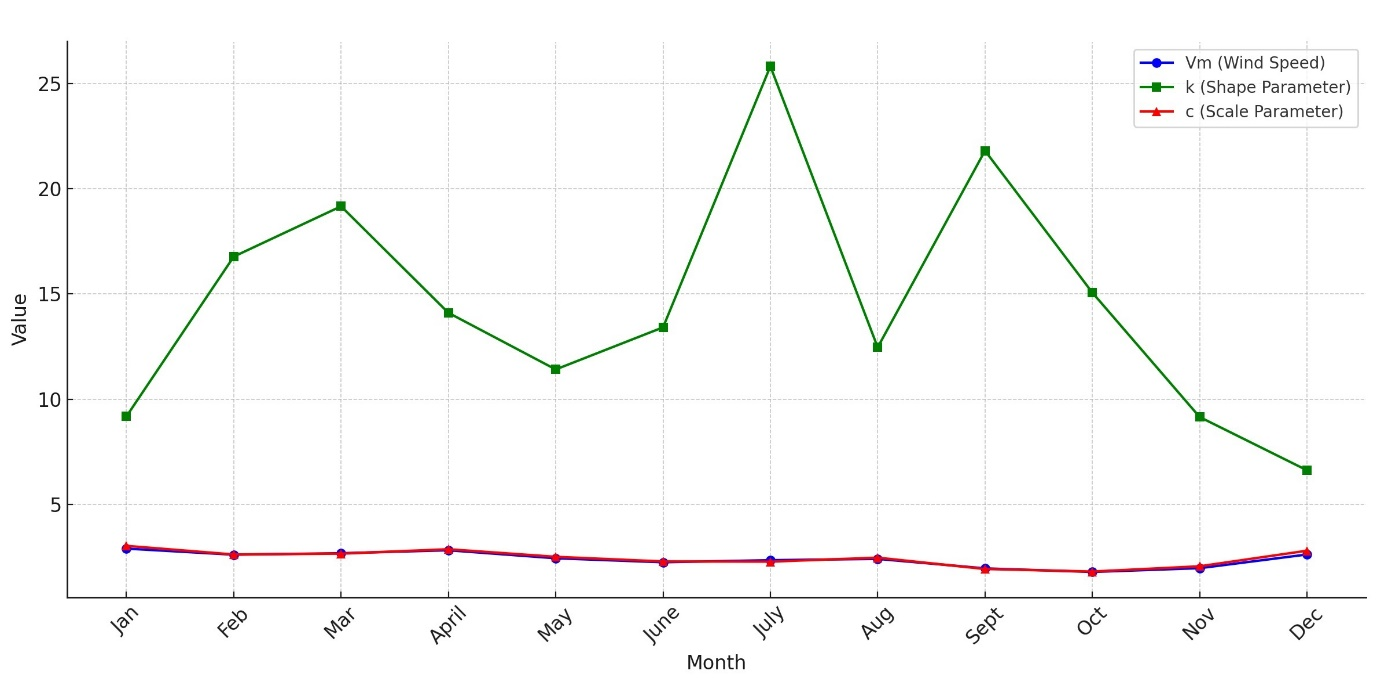 Vm (Wind Speed)
k (Shape Parameter)
c (Scale Parameter)
25
20
15
10
5
Value
Jan Feb Mar April May June July Aug Sept Oct Nov Dec
Month